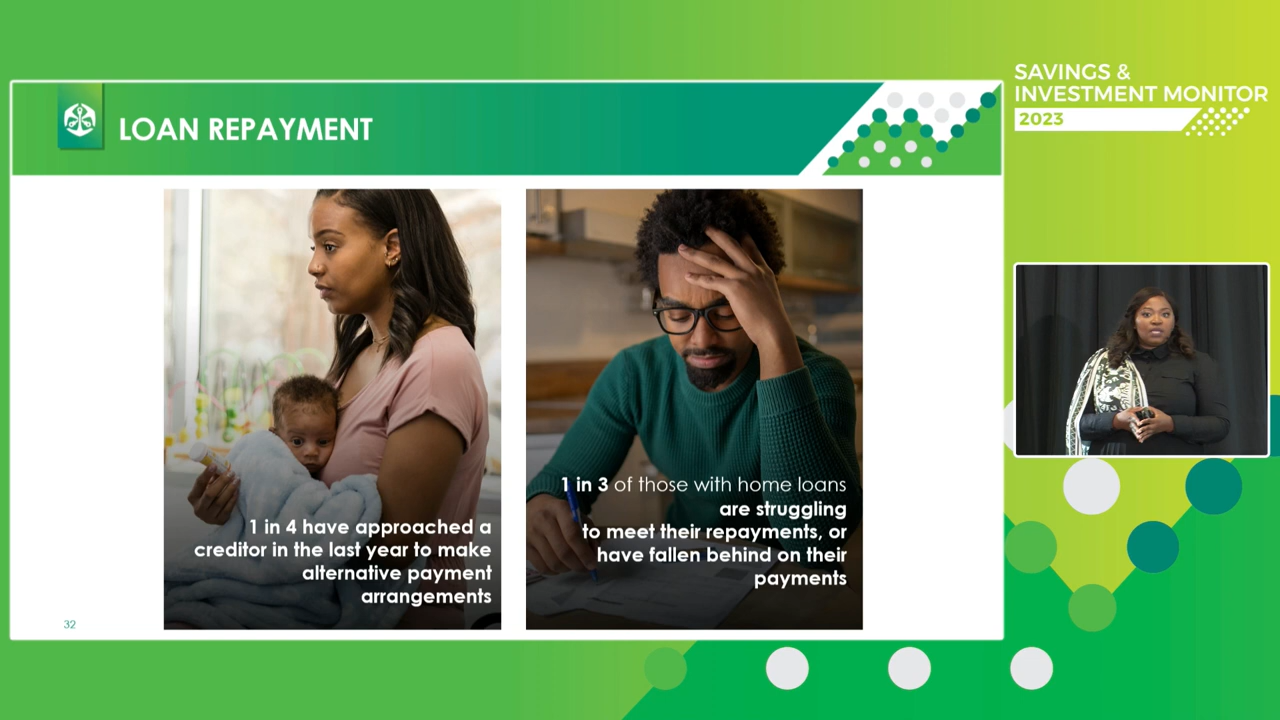 SAVINGS &
INVESTMENT MONITOR
2023
LOAN REPAYMENT
1 in 4 have approached a
creditor in the last year to make
alternative payment
arrangements
1 in 3 of those with home loans
are struggling
to meet their repayments, or
have fallen behind on their
payments
32